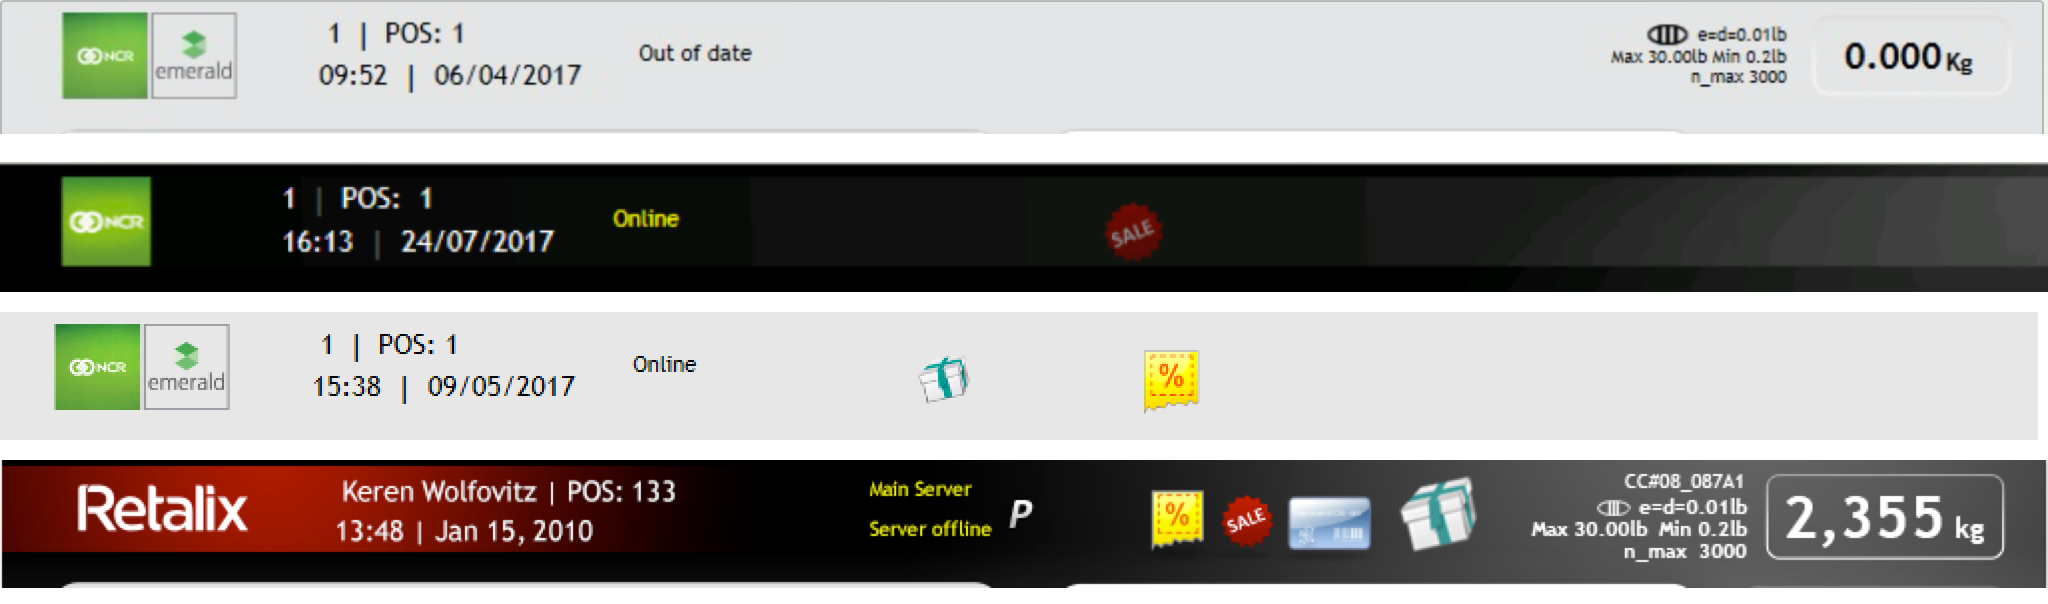 NCR
emerald
1 | POS: 1
09:52 | 06/04/2017
Out of date
e=d=0.01lb
Max 30.00lb Min 0.2lb
n_max 3000
0.000 Kg
NCR
1 | POS: 1
16:13 | 24/07/2017
Online
SALE
NCR
emerald
1 | POS: 1
15:38 | 09/05/2017
Online
%
Retalix
Keren Wolfovitz | POS: 133
13:48 | Jan 15, 2010
Main Server
Server offline
P
%
SALE
CC#08_087A1
e=d=0.01lb
Max 30.00lb Min 0.2lb
n_max 3000
2,355 kg